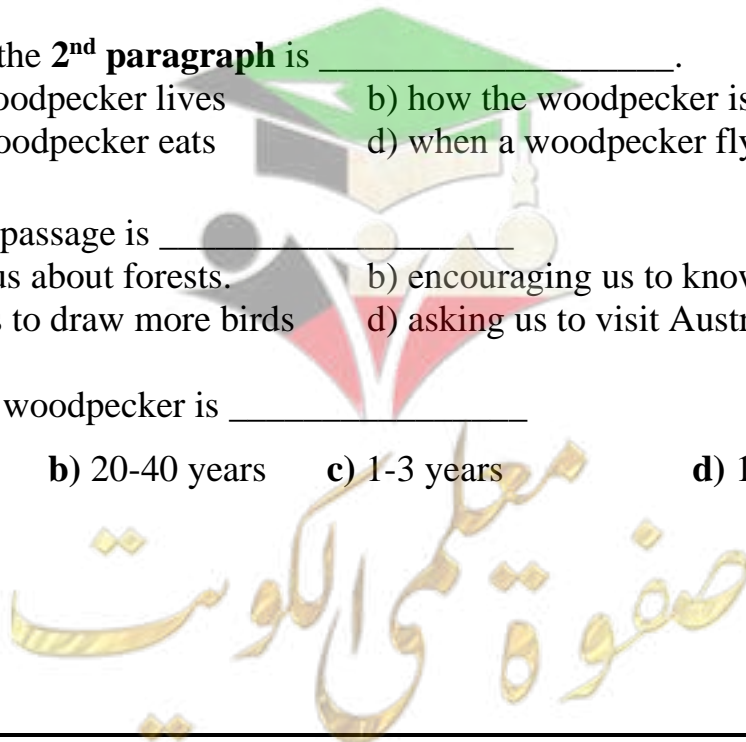 the 2nd paragraph is ___________________.
oodpecker lives b) how the woodpecker is
oodpecker eats d) when a woodpecker fly
passage is ___________________
us about forests. b) encouraging us to know
s to draw more birds d) asking us to visit Austr
woodpecker is ________________
b) 20-40 years c) 1-3 years d) 1
صفوة معلمى الكويت